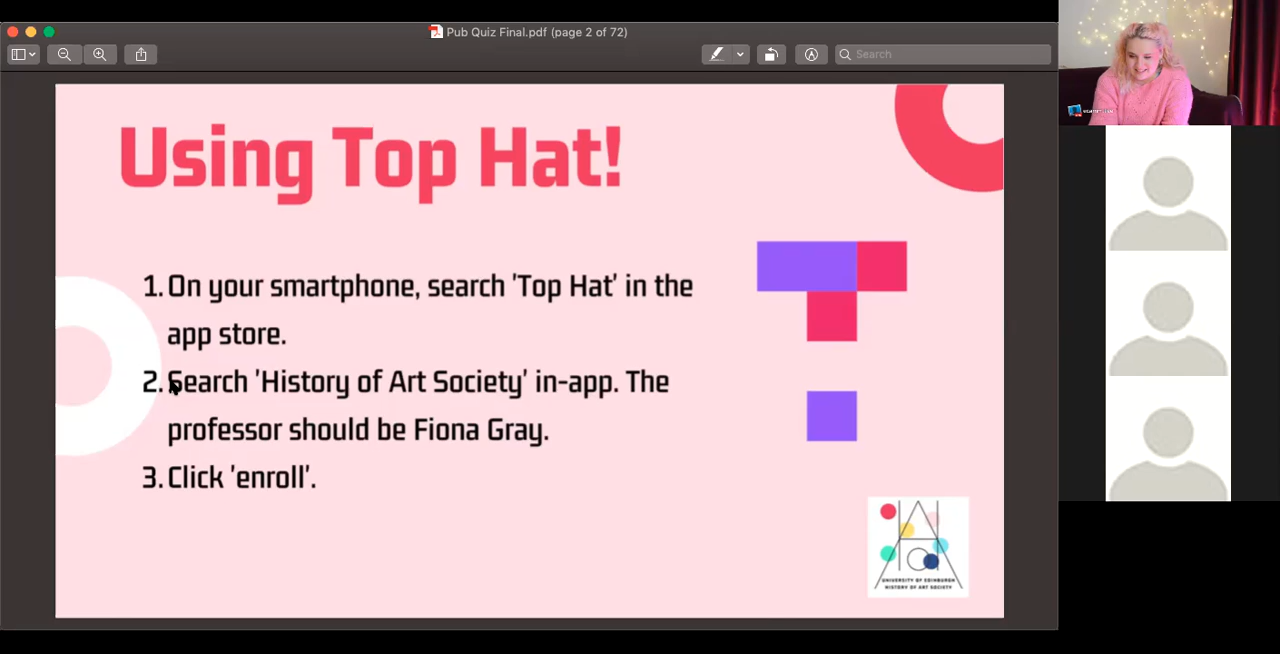 Pub Quiz Final.pdf (page 2 of 72)
Search
Using Top Hat!
1. On your smartphone, search 'Top Hat' in the
app store.
2. Search 'History of Art Society' in-app. The
professor should be Fiona Gray.
3. Click 'enroll'.
UNIVERSITY OF EDINBURGH
HISTORY OF ART SOCIETY